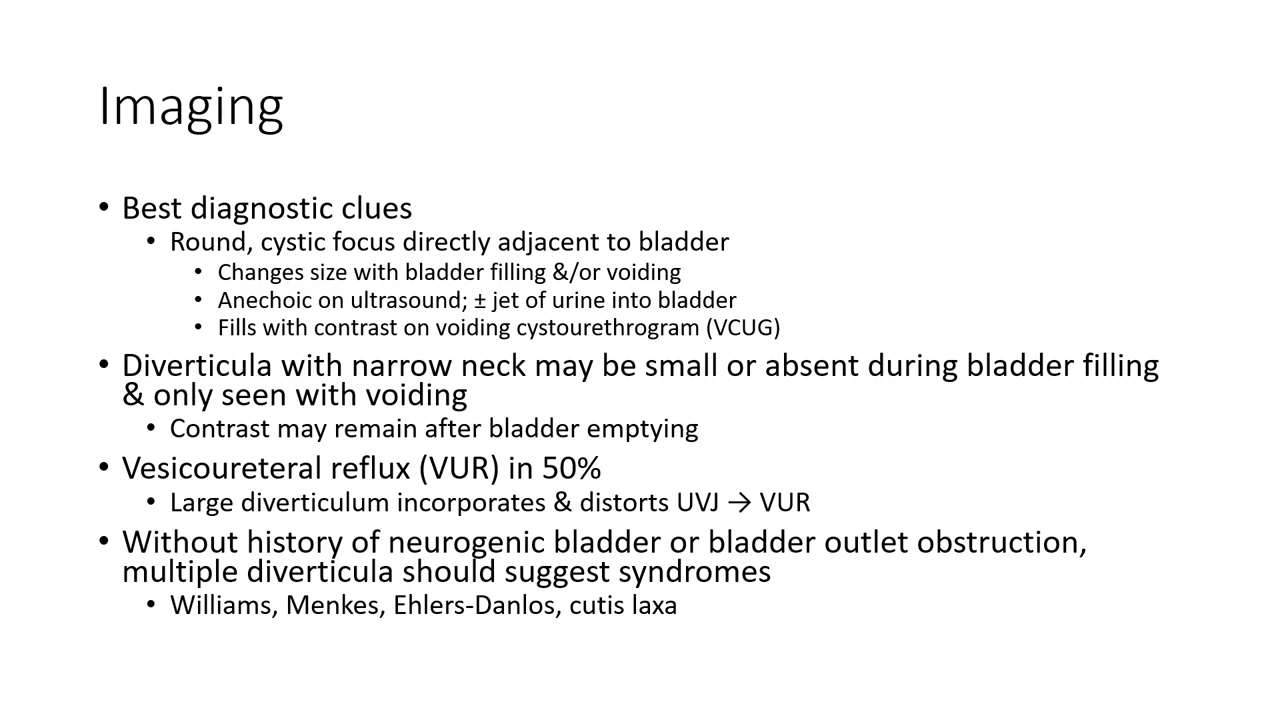 Imaging
• Best diagnostic clues
• Round, cystic focus directly adjacent to bladder
• Changes size with bladder filling &/or voiding
• Anechoic on ultrasound; ± jet of urine into bladder
• Fills with contrast on voiding cystourethrogram (VCUG)
• Diverticula with narrow neck may be small or absent during bladder filling
& only seen with voiding
• Contrast may remain after bladder emptying
• Vesicoureteral reflux (VUR) in 50%
• Large diverticulum incorporates & distorts UVJ → VUR
• Without history of neurogenic bladder or bladder outlet obstruction,
multiple diverticula should suggest syndromes
• Williams, Menkes, Ehlers-Danlos, cutis laxa